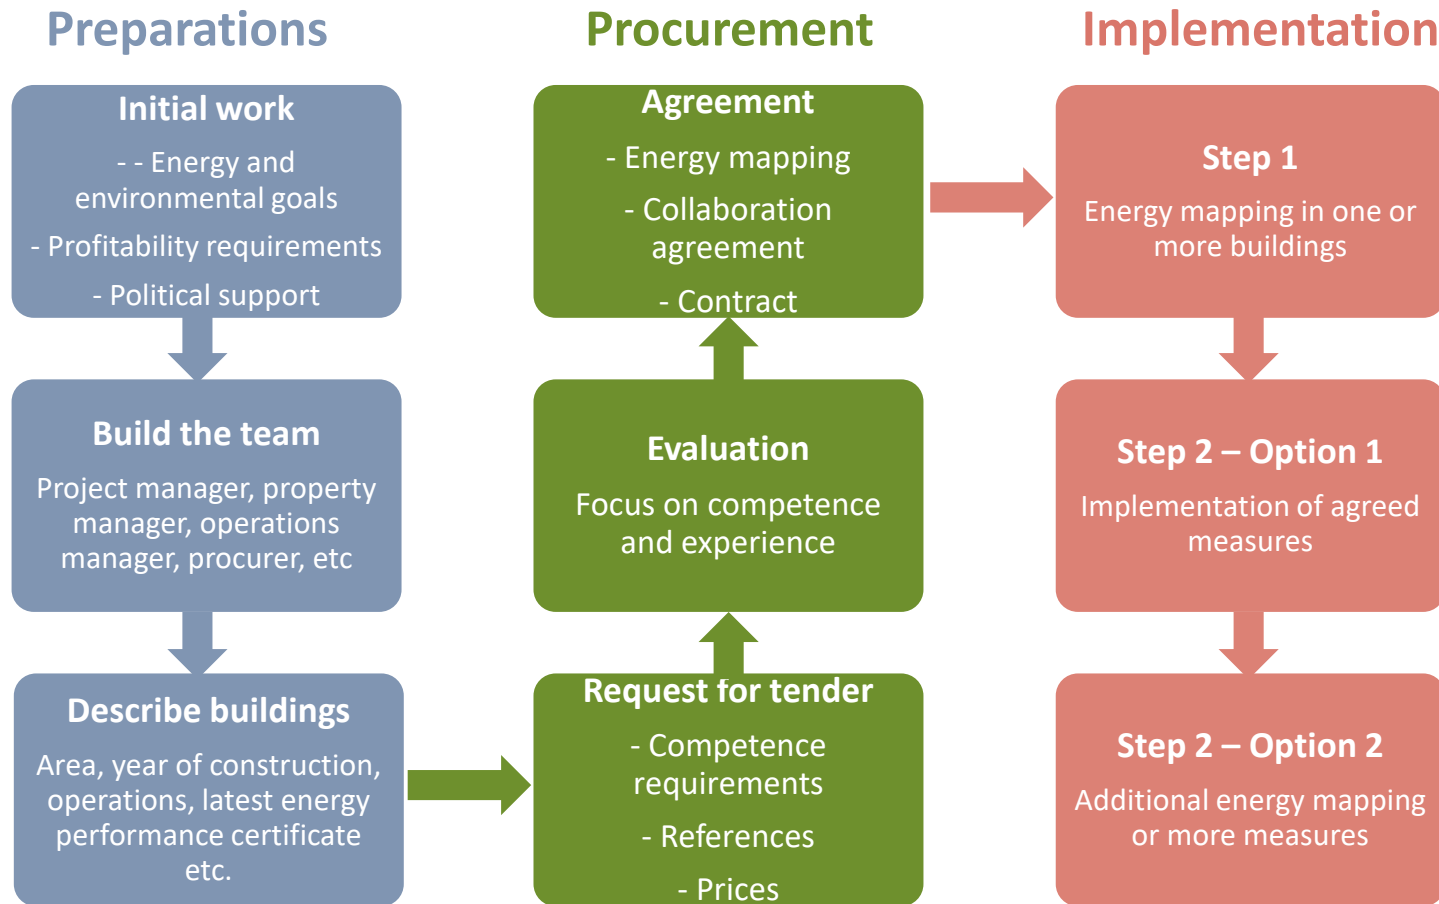 Preparations
Initial work
- - Energy and
environmental goals
- Profitability requirements
- Political support
Build the team
Project manager, property
manager, operations
manager, procurer, etc
Describe buildings
Area, year of construction,
operations, latest energy
performance certificate
etc.
Procurement
Agreement
- Energy mapping
- Collaboration
agreement
- Contract
Evaluation
Focus on competence
and experience
Request for tender
- Competence
requirements
- References
- Prices
Implementation
Step 1
Energy mapping in one or
more buildings
Step 2 – Option 1
Implementation of agreed
measures
Step 2 – Option 2
Additional energy mapping
or more measures